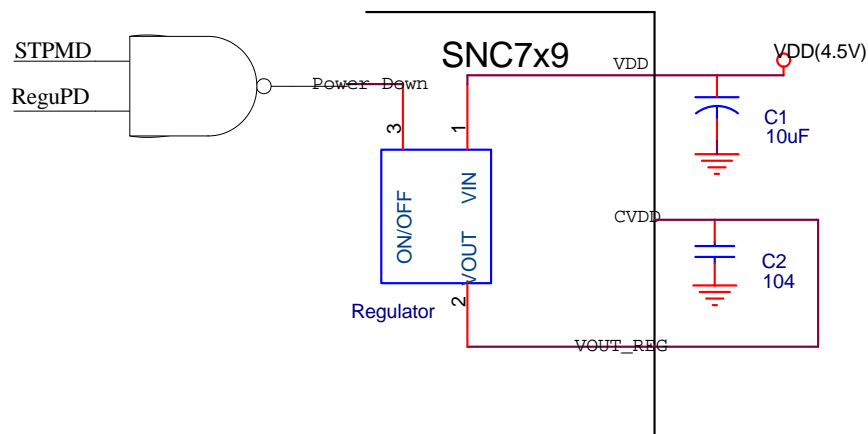 SNC7x9
STPMD
VDD
VDD(4.5V)
Power Down
ReguPD
C1
10uF
3
1
ON/OFF
VIN
VOUT
CVDD
C2
104
2
Regulator
VOUT_REG